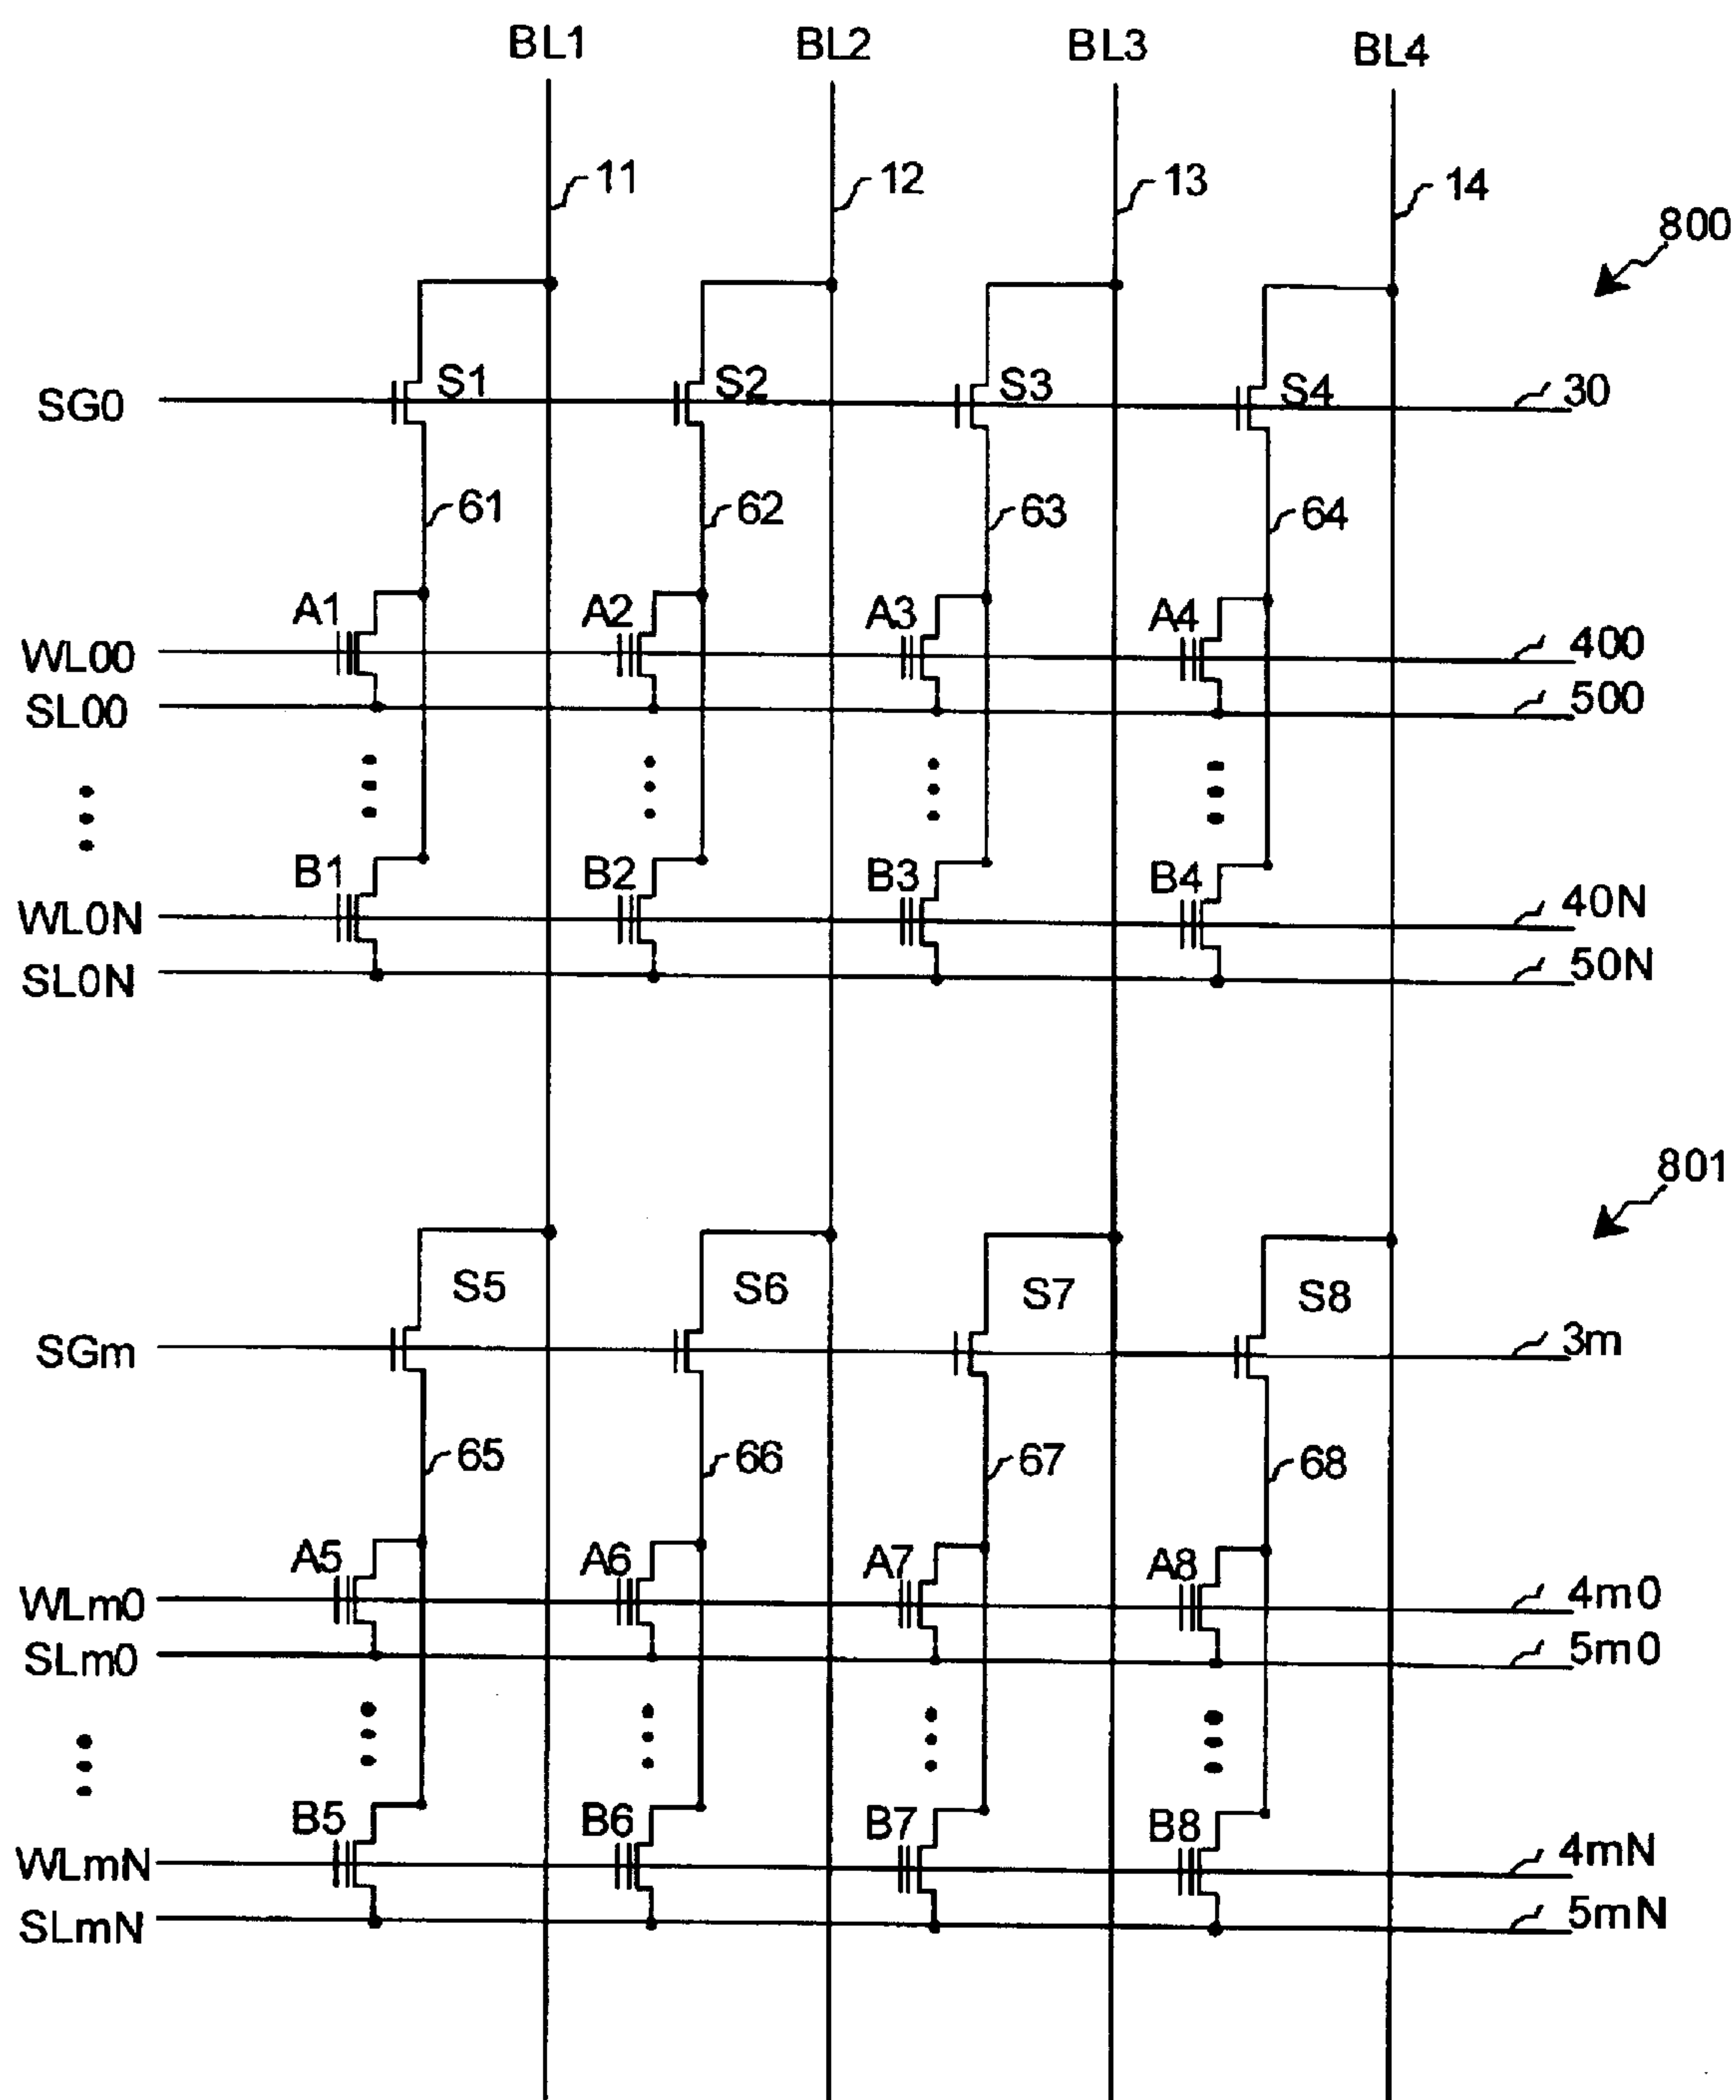 BL1 BL2 BL3 BL4
11 12 13 14
800
SG0 S1 S2 S3 S4 30
61 62 63 64
A1 A2 A3 A4
WL00 400
SL00 500
B1 B2 B3 B4
WL0N 40N
SL0N 50N
801
S5 S6 S7 S8
SGm 3m
65 66 67 68
A5 A6 A7 A8
WLm0 4m0
SLm0 5m0
B5 B6 B7 B8
WLmN 4mN
SLmN 5mN